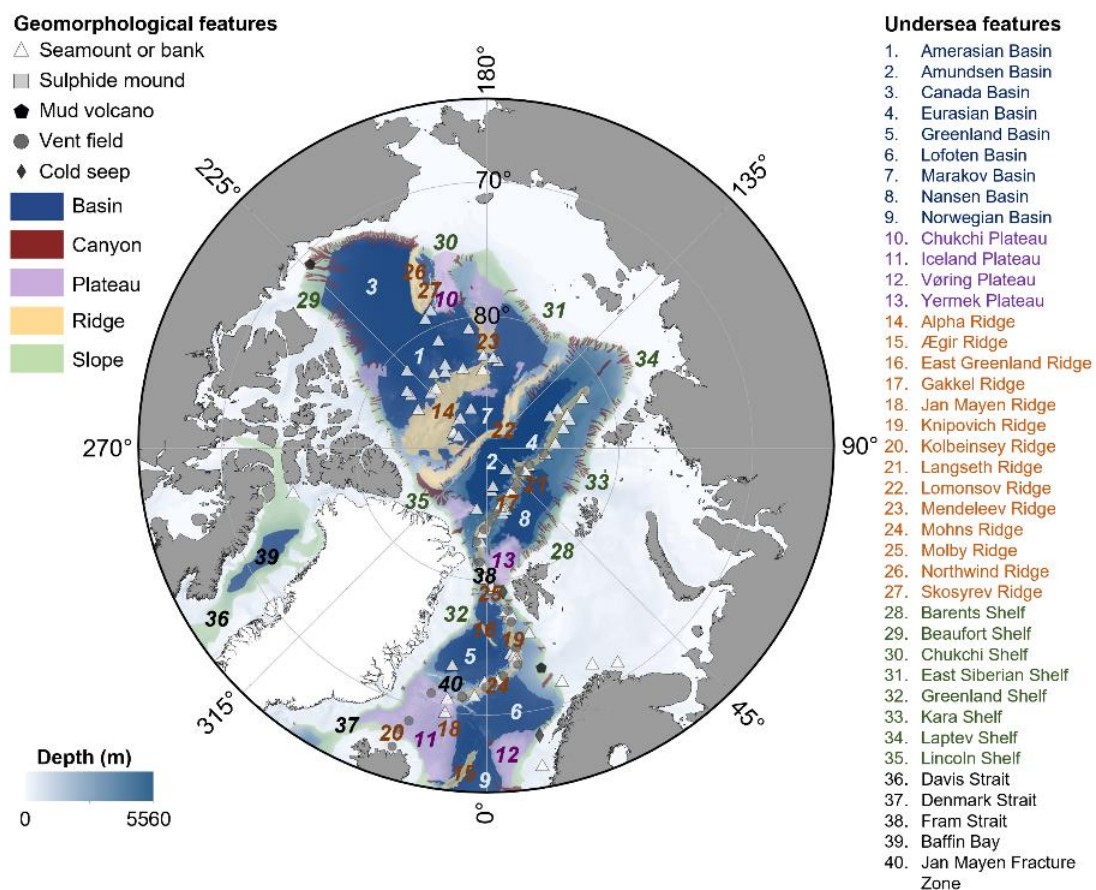 Geomorphological features
Seamount or bank
Sulphide mound
Mud volcano
Vent field
Cold seep
Basin
Canyon
Plateau
Ridge
Slope
Depth (m)
0 5560
180°
225°
135°
70°
80°
270°
90°
315°
45°
0°
30
26
27
10
3
29
31
34
23
1
14
7
22
4
2
35
21
33
17
8
28
13
39
38
25
36
32
16
19
5
40
24
6
37
20
11
18
12
15
9
Undersea features
1. Amerasian Basin
2. Amundsen Basin
3. Canada Basin
4. Eurasian Basin
5. Greenland Basin
6. Lofoten Basin
7. Marakov Basin
8. Nansen Basin
9. Norwegian Basin
10. Chukchi Plateau
11. Iceland Plateau
12. Vøring Plateau
13. Yermek Plateau
14. Alpha Ridge
15. Ægir Ridge
16. East Greenland Ridge
17. Gakkel Ridge
18. Jan Mayen Ridge
19. Knipovich Ridge
20. Kolbeinsey Ridge
21. Langseth Ridge
22. Lomonsov Ridge
23. Mendeleev Ridge
24. Mohns Ridge
25. Molby Ridge
26. Northwind Ridge
27. Skosyrev Ridge
28. Barents Shelf
29. Beaufort Shelf
30. Chukchi Shelf
31. East Siberian Shelf
32. Greenland Shelf
33. Kara Shelf
34. Laptev Shelf
35. Lincoln Shelf
36. Davis Strait
37. Denmark Strait
38. Fram Strait
39. Baffin Bay
40. Jan Mayen Fracture
Zone